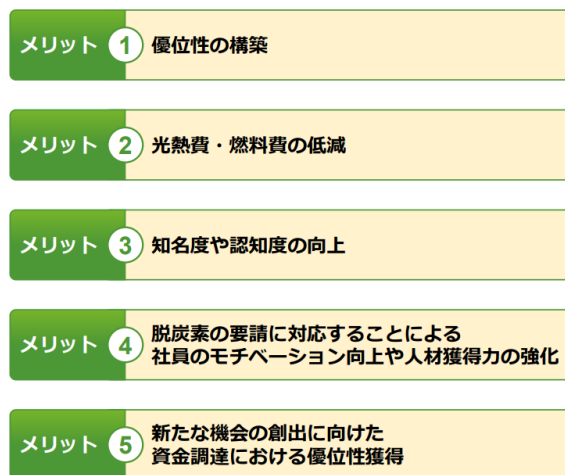 メリット 1 優位性の構築
メリット 2 光熱費・燃料費の低減
メリット 3 知名度や認知度の向上
メリット 4 脱炭素の要請に対応することによる
社員のモチベーション向上や人材獲得力の強化
メリット 5 新たな機会の創出に向けた
資金調達における優位性獲得